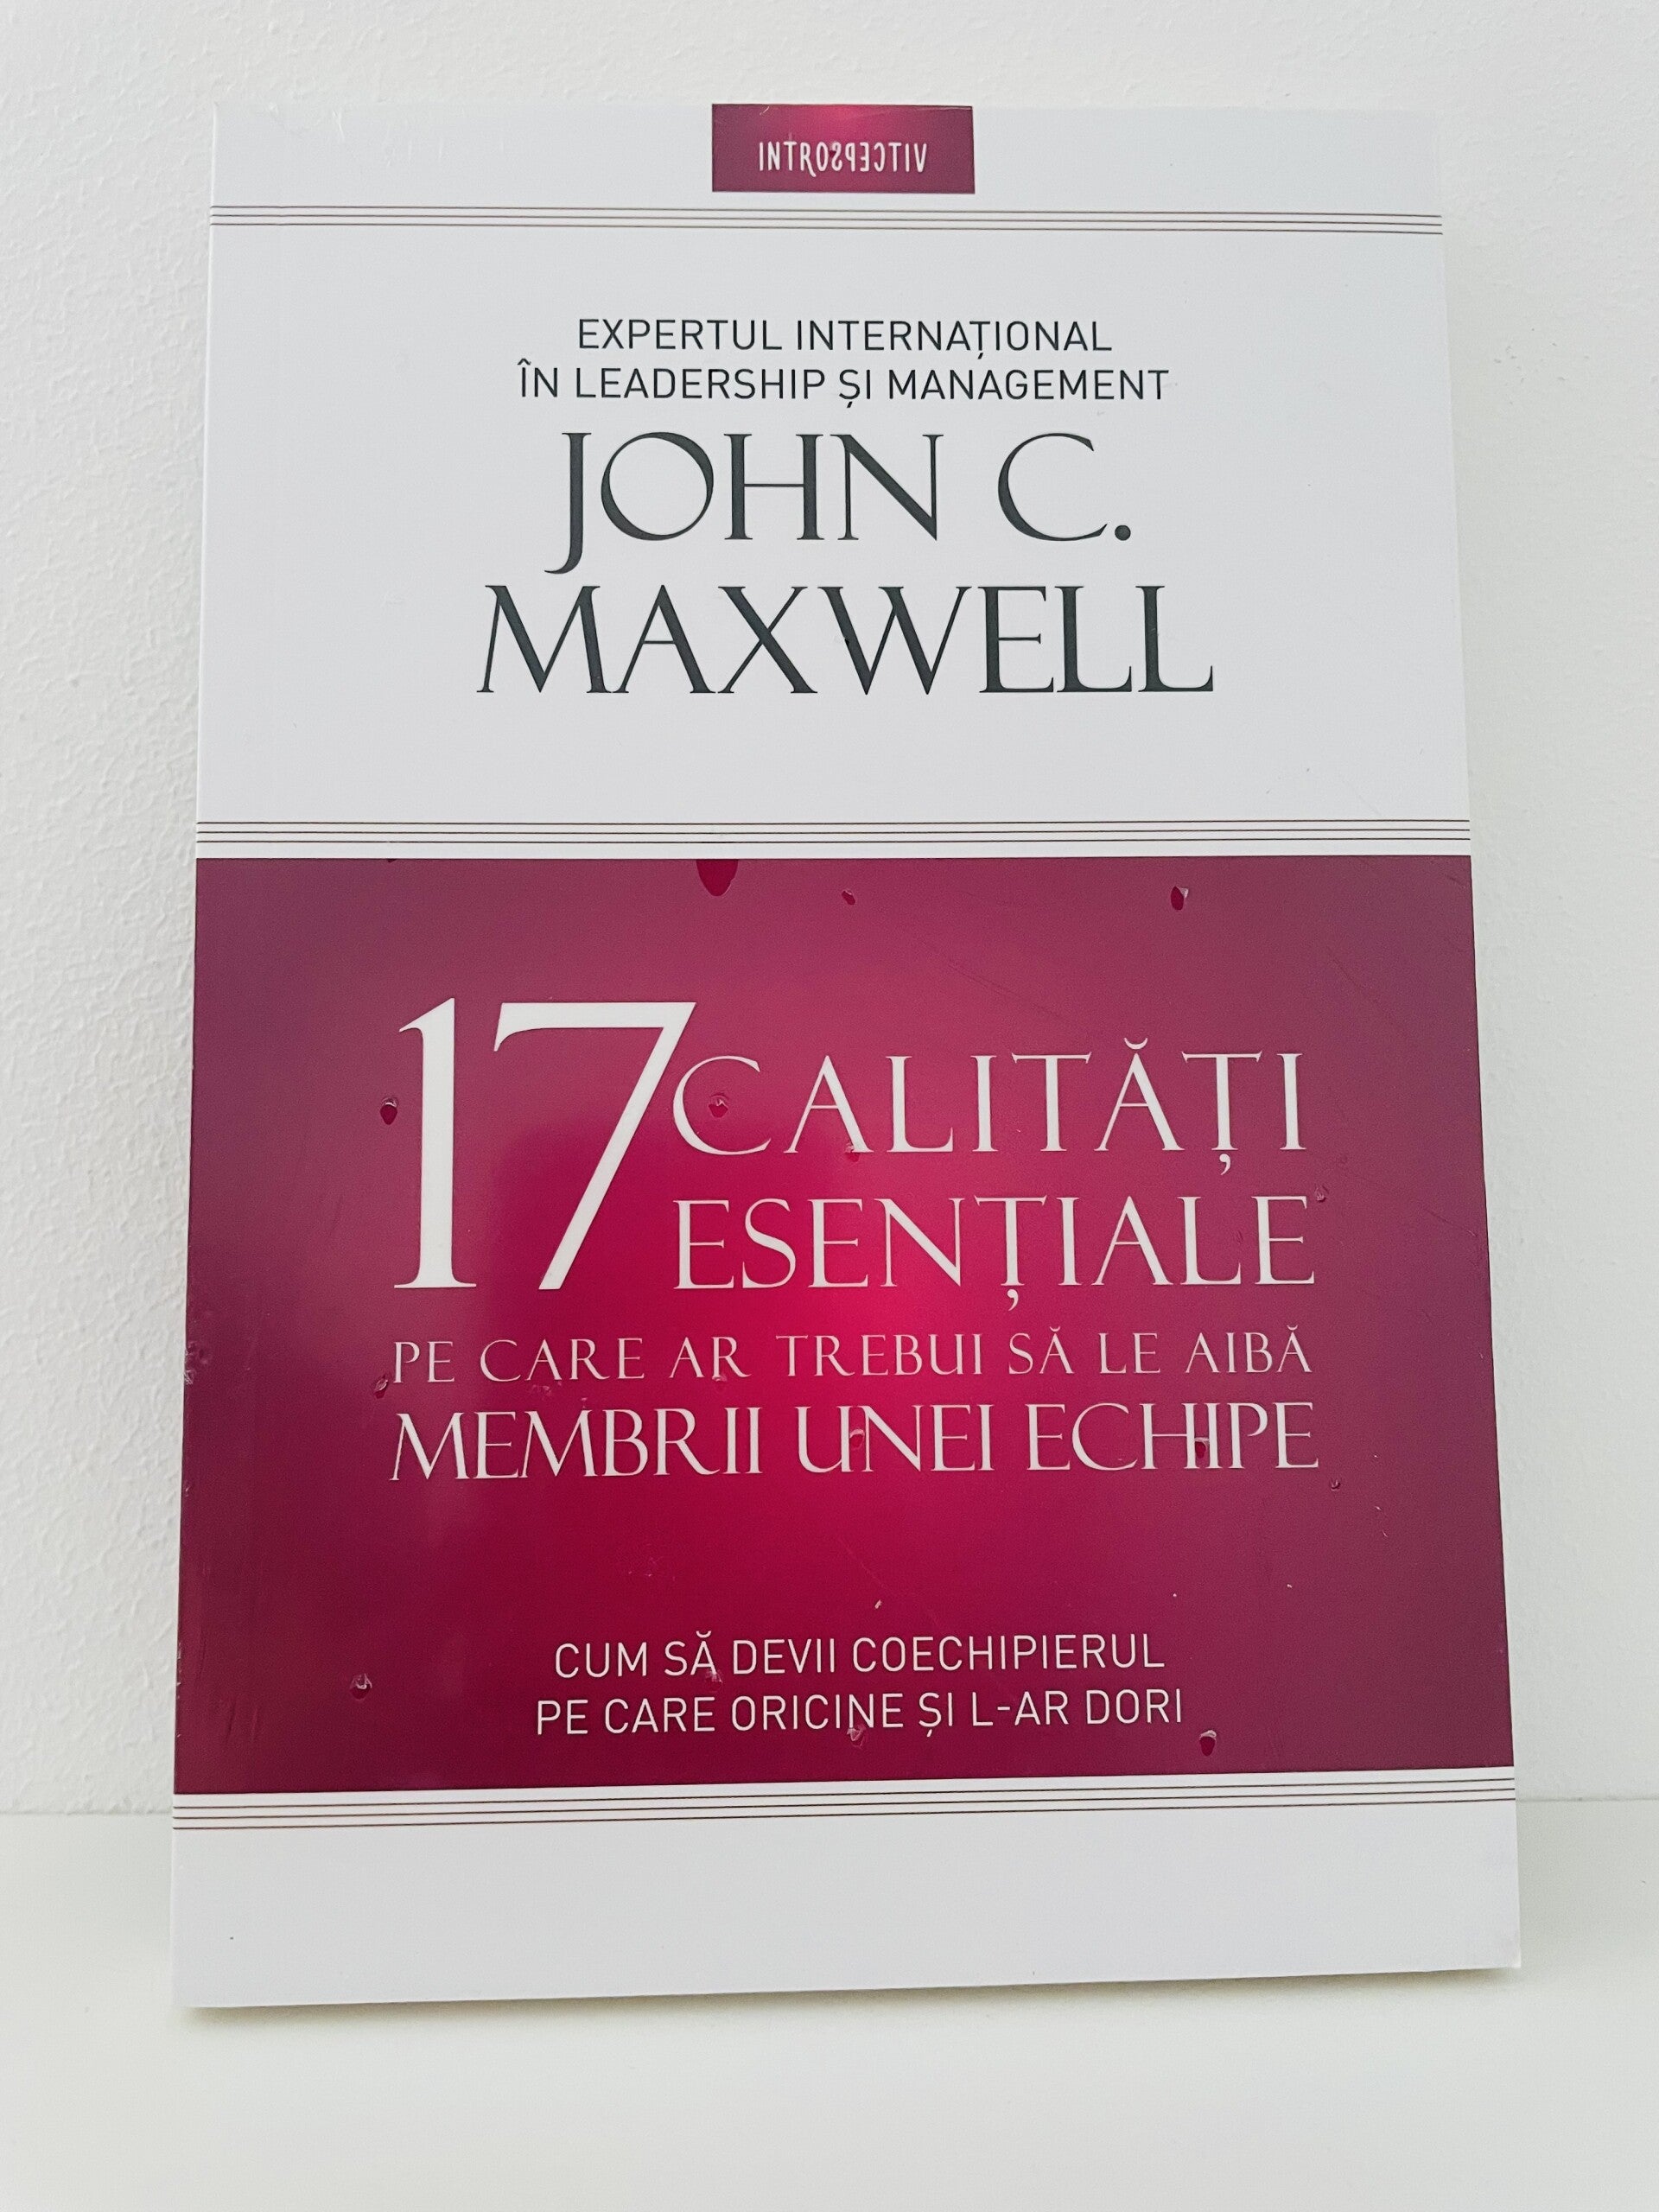 INTROSPECTIV
EXPERTUL INTERNAȚIONAL
ÎN LEADERSHIP ȘI MANAGEMENT
JOHN C.
MAXWELL
17 CALITĂȚI
ESENȚIALE
PE CARE AR TREBUI SĂ LE AIBĂ
MEMBRII UNEI ECHIPE
CUM SĂ DEVII COECHIPIERUL
PE CARE ORICINE ȘI L-AR DORI